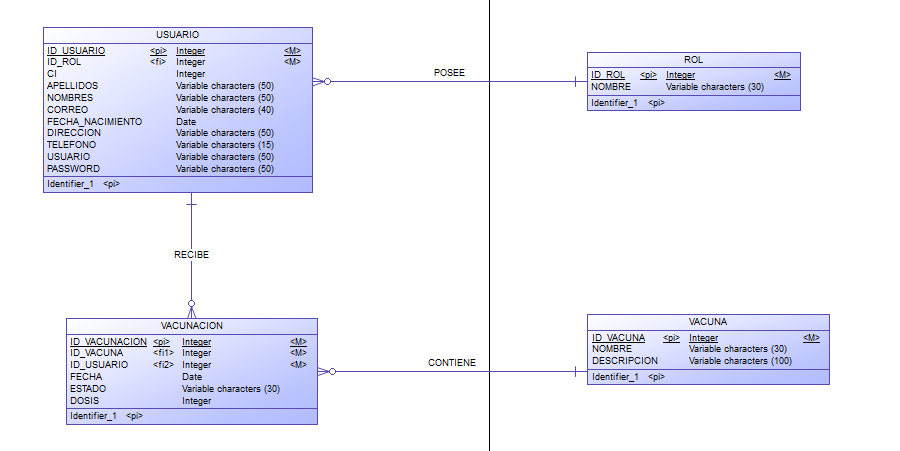 USUARIO
ID_USUARIO <pi> Integer <M>
ID_ROL <fi> Integer <M>
CI Integer
APELLIDOS Variable characters (50)
NOMBRES Variable characters (50)
CORREO Variable characters (40)
FECHA_NACIMIENTO Date
DIRECCION Variable characters (50)
TELEFONO Variable characters (15)
USUARIO Variable characters (50)
PASSWORD Variable characters (50)
Identifier_1 <pi>
POSEE
ROL
ID_ROL <pi> Integer <M>
NOMBRE Variable characters (30)
Identifier_1 <pi>
RECIBE
VACUNACION
ID_VACUNACION <pi> Integer <M>
ID_VACUNA <fi1> Integer <M>
ID_USUARIO <fi2> Integer <M>
FECHA Date
ESTADO Variable characters (30)
DOSIS Integer
Identifier_1 <pi>
CONTIENE
VACUNA
ID_VACUNA <pi> Integer <M>
NOMBRE Variable characters (30)
DESCRIPCION Variable characters (100)
Identifier_1 <pi>